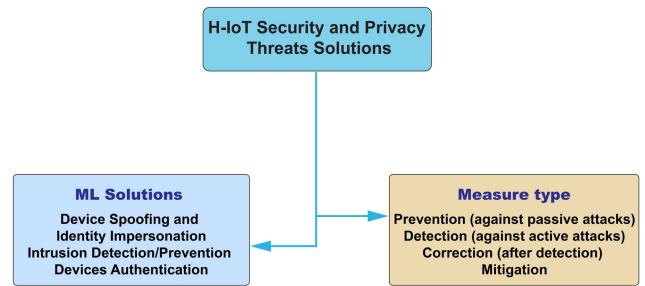 H-IoT Security and Privacy
Threats Solutions
ML Solutions
Device Spoofing and
Identity Impersonation
Intrusion Detection/Prevention
Devices Authentication
Measure type
Prevention (against passive attacks)
Detection (against active attacks)
Correction (after detection)
Mitigation